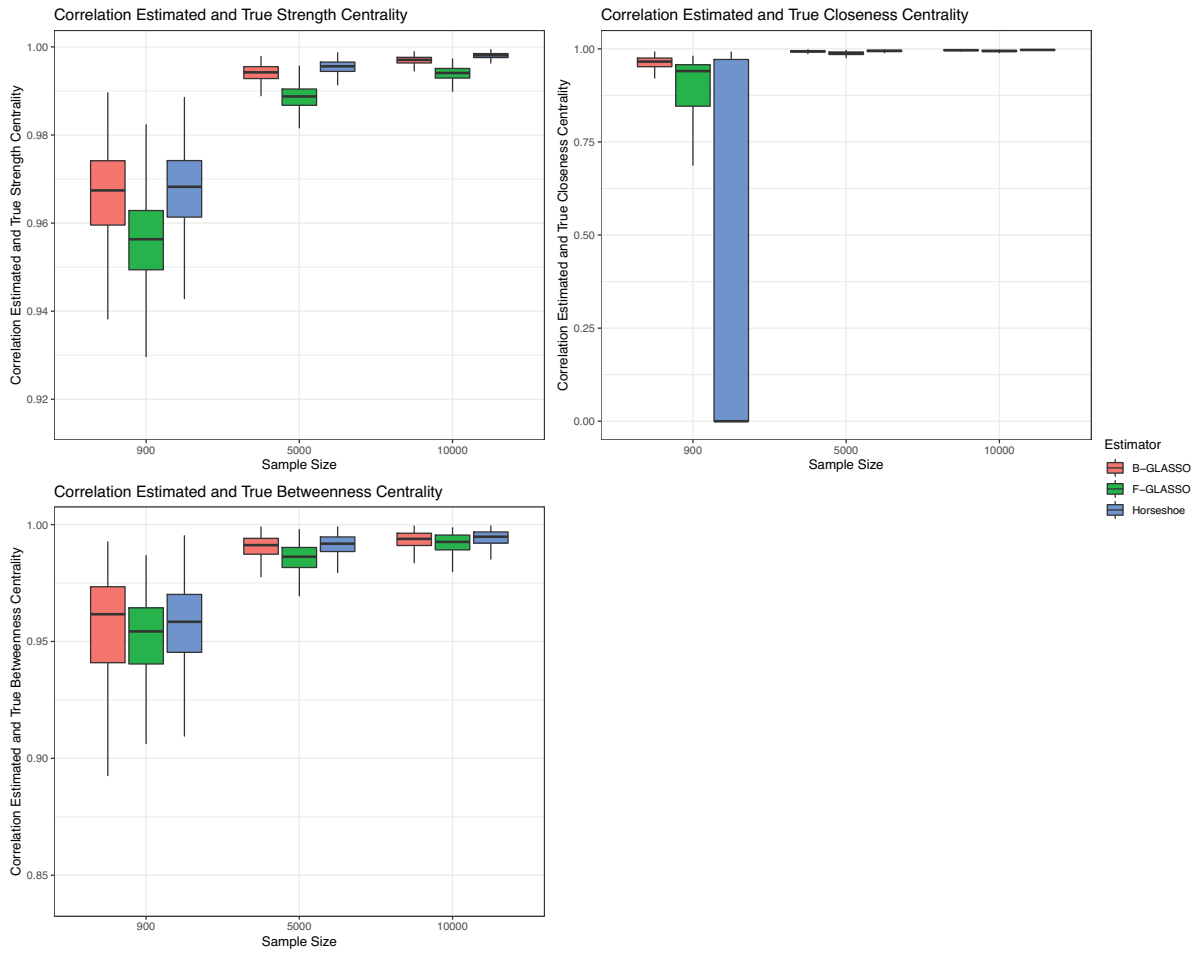 Correlation Estimated and True Strength Centrality
Correlation Estimated and True Strength Centrality
1.00
0.98
0.96
0.94
0.92
900
5000
10000
Sample Size
Correlation Estimated and True Closeness Centrality
Correlation Estimated and True Closeness Centrality
1.00
0.75
0.50
0.25
0.00
900
5000
10000
Sample Size
Estimator
B−GLASSO
F−GLASSO
Horseshoe
Correlation Estimated and True Betweenness Centrality
Correlation Estimated and True Betweenness Centrality
1.00
0.95
0.90
0.85
900
5000
10000
Sample Size